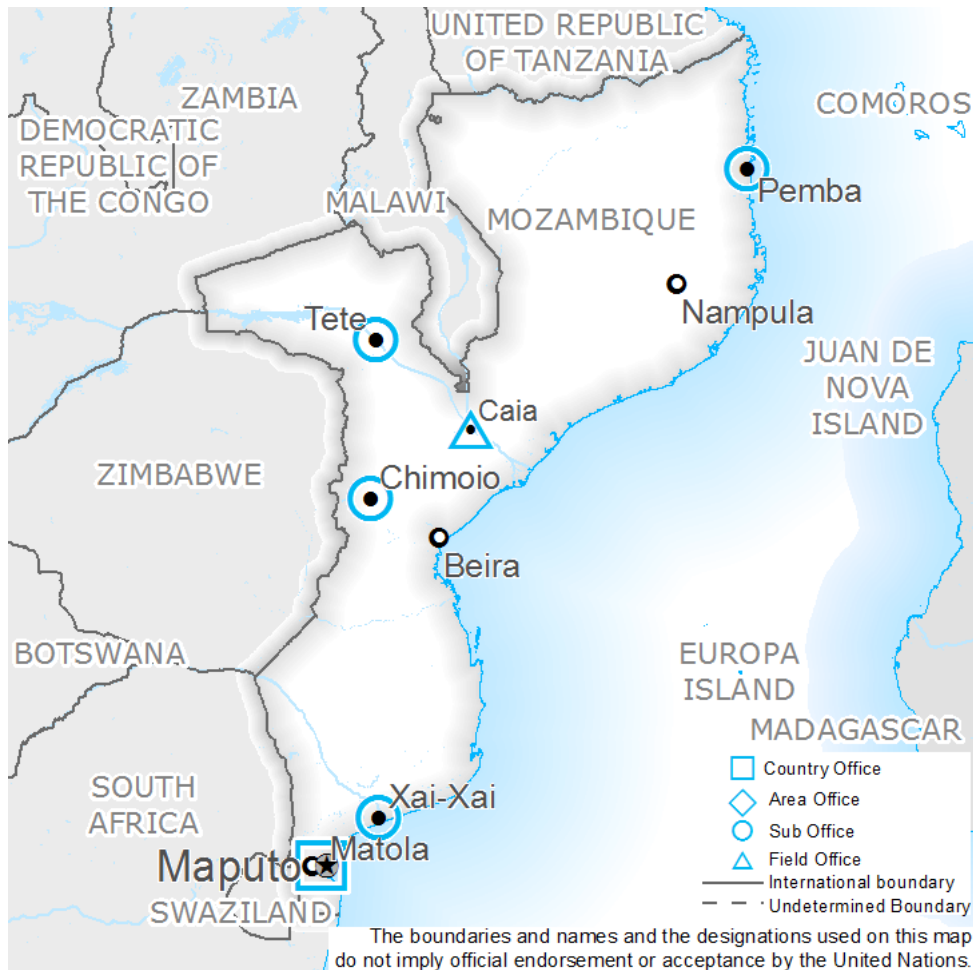 UNITED REPUBLIC
OF TANZANIA
ZAMBIA
COMOROS
DEMOCRATIC
REPUBLIC OF
THE CONGO
MALAWI
Pemba
MOZAMBIQUE
Nampula
Tete
JUAN DE
NOVA
ISLAND
Caia
ZIMBABWE
Chimoio
Beira
BOTSWANA
EUROPA
ISLAND
MADAGASCAR
Country Office
SOUTH
AFRICA
Xai-Xai
Area Office
Sub Office
Matola
Field Office
Maputo
International boundary
SWAZILAND
Undetermined Boundary
The boundaries and names and the designations used on this map
do not imply official endorsement or acceptance by the United Nations.